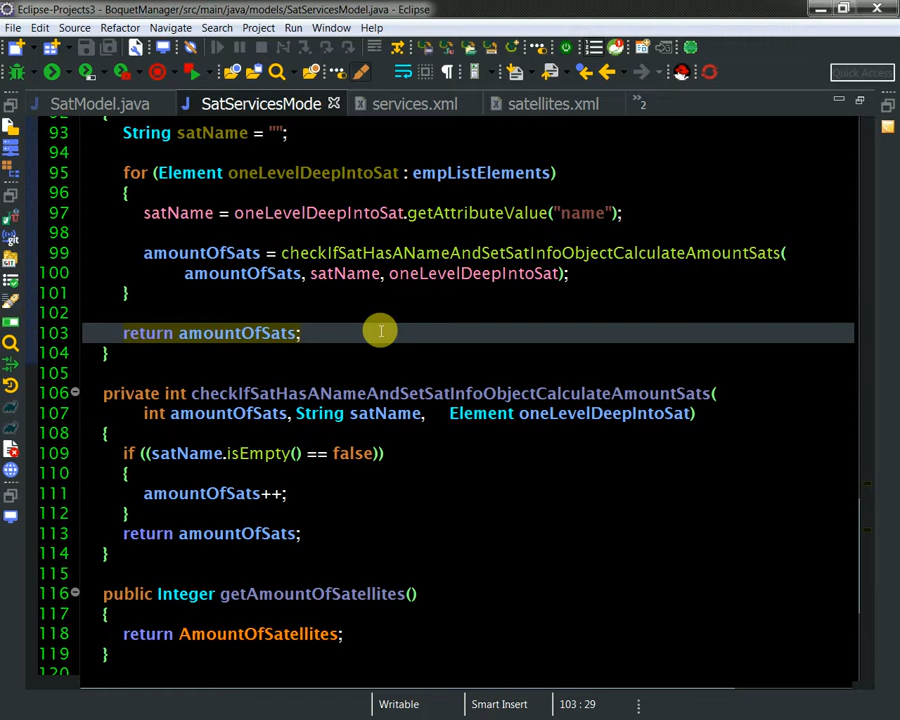 Eclipse-Projects3 - BoquetManager/src/main/java/models/SatServicesModel.java - Eclipse
File Edit Source Refactor Navigate Search Project Run Window Help
Quick Access
SatModel.java SatServicesMode services.xml satellites.xml »2
93 String satName = "";
94
95 for (Element oneLevelDeepIntoSat : empListElements)
96 {
97 satName = oneLevelDeepIntoSat.getAttributeValue("name");
98
99 amountOfSats = checkIfSatHasANameAndSetSatInfoObjectCalculateAmountSats(
100 amountOfSats, satName, oneLevelDeepIntoSat);
101 }
102
103 return amountOfSats;
104 }
105
106 private int checkIfSatHasANameAndSetSatInfoObjectCalculateAmountSats(
107 int amountOfSats, String satName, Element oneLevelDeepIntoSat)
108 {
109 if ((satName.isEmpty() == false))
110 {
111 amountOfSats++;
112 }
113 return amountOfSats;
114 }
115
116 public Integer getAmountOfSatellites()
117 {
118 return AmountOfSatellites;
119 }
120
Writable Smart Insert 103 : 29